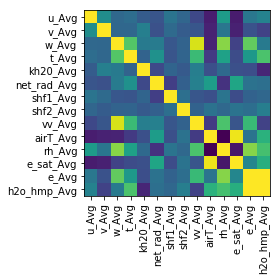 u_Avg
v_Avg
w_Avg
t_Avg
kh20_Avg
net_rad_Avg
shf1_Avg
shf2_Avg
vv_Avg
airT_Avg
rh_Avg
e_sat_Avg
e_Avg
h2o_hmp_Avg
u_Avg
v_Avg
w_Avg
t_Avg
kh20_Avg
net_rad_Avg
shf1_Avg
shf2_Avg
vv_Avg
airT_Avg
rh_Avg
e_sat_Avg
e_Avg
h2o_hmp_Avg